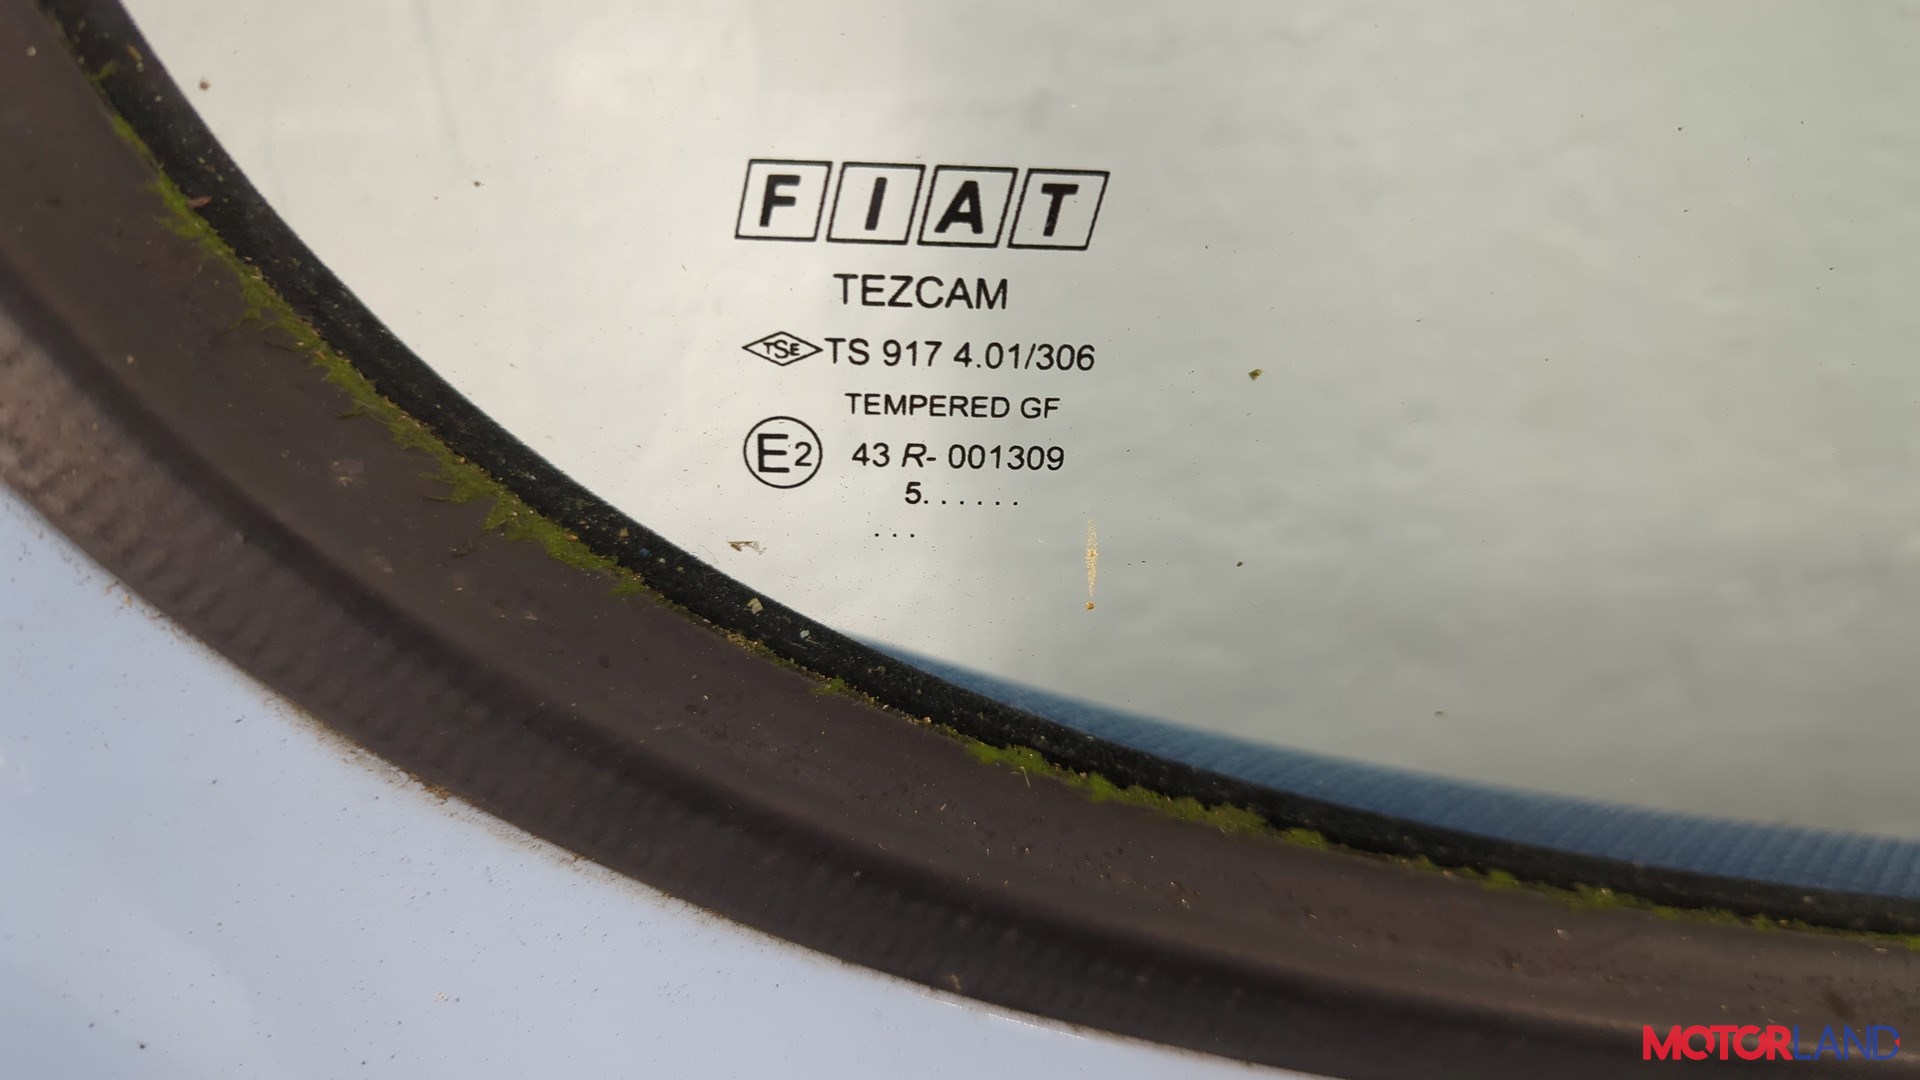 FIAT
TEZCAM
TSE TS 917 4.01/306
TEMPERED GF
E2 43 R- 001309
5. . . . . .
. . .
MOTORLAND